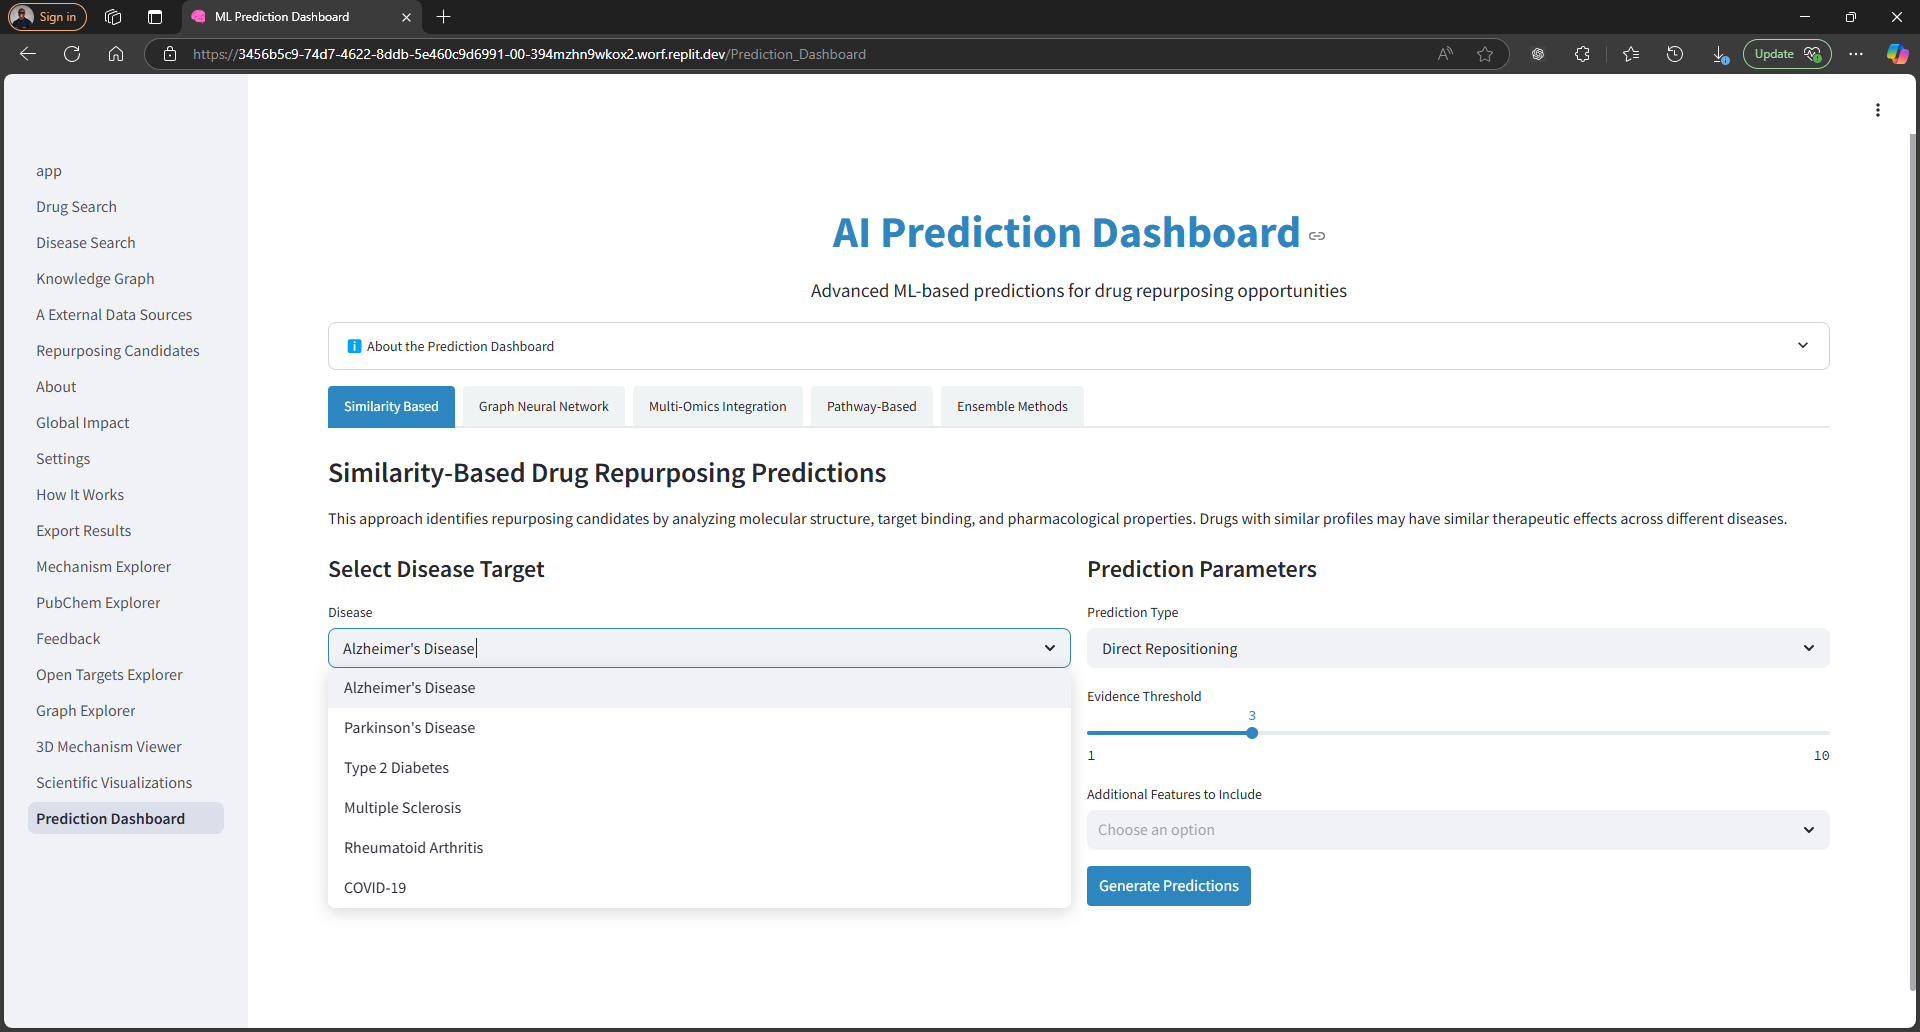 Sign in
ML Prediction Dashboard
https://3456b5c9-74d7-4622-8ddb-5e460c9d6991-00-394mzhn9wkox2.worf.replit.dev/Prediction_Dashboard
Update
app
Drug Search
Disease Search
Knowledge Graph
A External Data Sources
Repurposing Candidates
About
Global Impact
Settings
How It Works
Export Results
Mechanism Explorer
PubChem Explorer
Feedback
Open Targets Explorer
Graph Explorer
3D Mechanism Viewer
Scientific Visualizations
Prediction Dashboard
AI Prediction Dashboard
Advanced ML-based predictions for drug repurposing opportunities
i About the Prediction Dashboard
Similarity Based
Graph Neural Network
Multi-Omics Integration
Pathway-Based
Ensemble Methods
Similarity-Based Drug Repurposing Predictions
This approach identifies repurposing candidates by analyzing molecular structure, target binding, and pharmacological properties. Drugs with similar profiles may have similar therapeutic effects across different diseases.
Select Disease Target
Disease
Alzheimer's Disease
Alzheimer's Disease
Parkinson's Disease
Type 2 Diabetes
Multiple Sclerosis
Rheumatoid Arthritis
COVID-19
Prediction Parameters
Prediction Type
Direct Repositioning
Evidence Threshold
3
1
10
Additional Features to Include
Choose an option
Generate Predictions